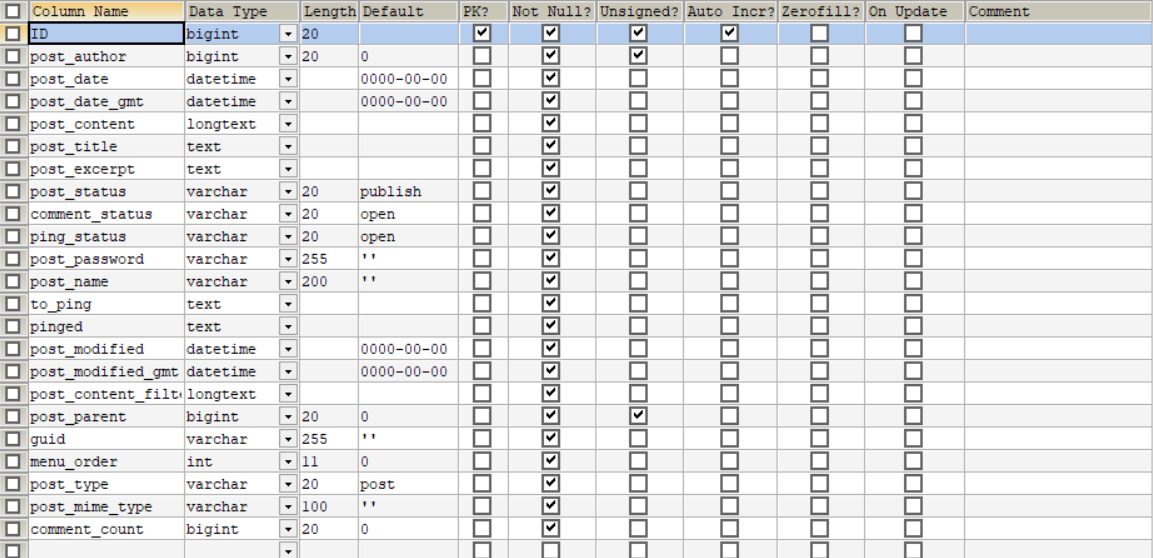 Column Name Data Type Length Default PK? Not Null? Unsigned? Auto Incr? Zerofill? On Update Comment
ID bigint 20
post_author bigint 20 0
post_date datetime 0000-00-00
post_date_gmt datetime 0000-00-00
post_content longtext
post_title text
post_excerpt text
post_status varchar 20 publish
comment_status varchar 20 open
ping_status varchar 20 open
post_password varchar 255 ''
post_name varchar 200 ''
to_ping text
pinged text
post_modified datetime 0000-00-00
post_modified_gmt datetime 0000-00-00
post_content_filt longtext
post_parent bigint 20 0
guid varchar 255 ''
menu_order int 11 0
post_type varchar 20 post
post_mime_type varchar 100 ''
comment_count bigint 20 0